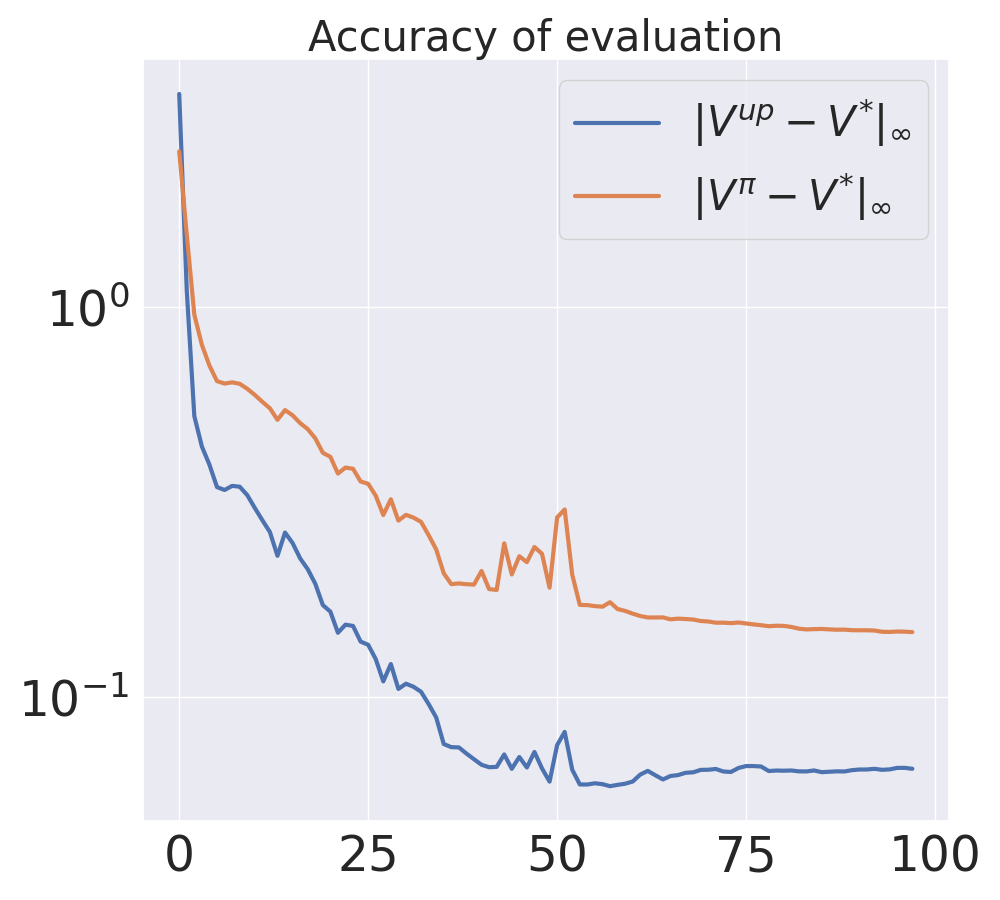 Accuracy of evaluation
|V^{up} − V^*|_∞
|V^π − V^*|_∞
10^0
10^{−1}
0 25 50 75 100